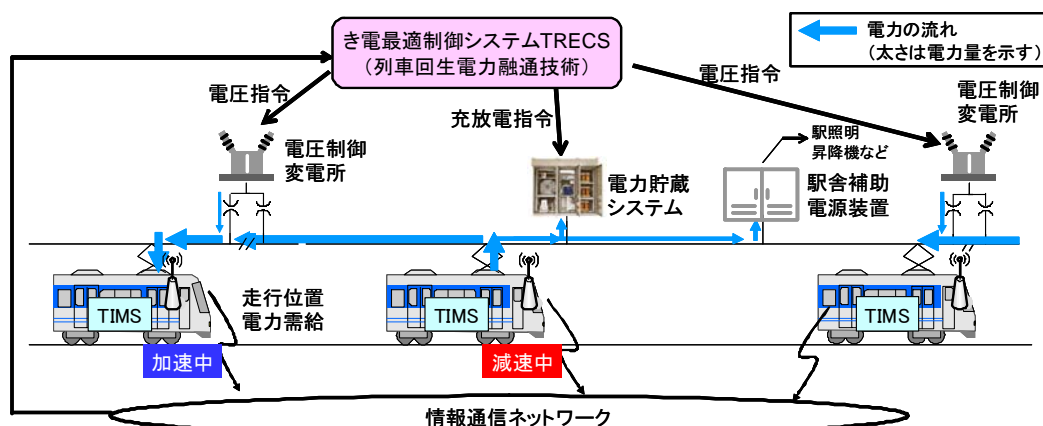 き電最適制御システムTRECS
（列車回生電力融通技術）
電力の流れ
(太さは電力量を示す)
電圧指令
充放電指令
電圧指令
電圧制御
変電所
電圧制御
変電所
電力貯蔵
システム
駅照明
昇降機など
駅舎補助
電源装置
走行位置
電力需給
TIMS
TIMS
TIMS
加速中
減速中
情報通信ネットワーク